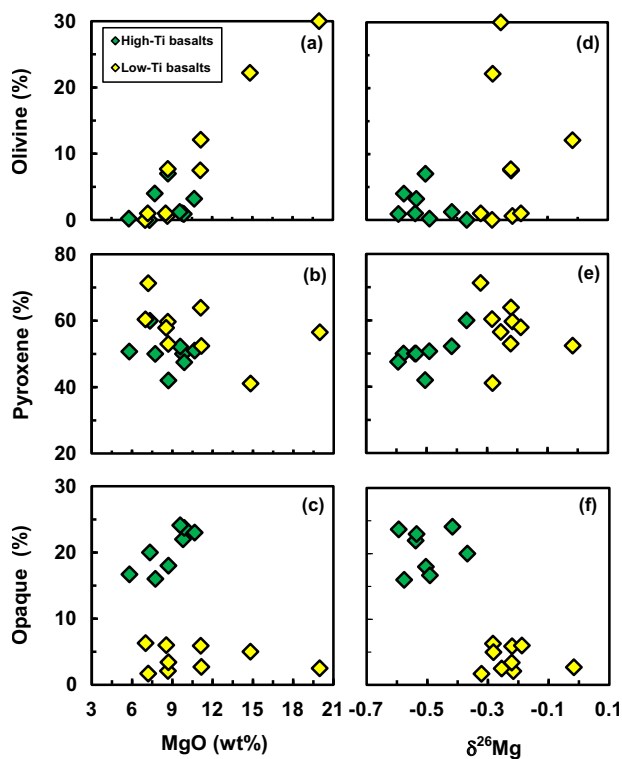 30
20
10
0
Olivine (%)
High-Ti basalts
Low-Ti basalts
(a)
(d)
80
60
40
20
Pyroxene (%)
(b)
(e)
30
20
10
0
Opaque (%)
(c)
(f)
3 6 9 12 15 18 21
MgO (wt%)
-0.7 -0.5 -0.3 -0.1 0.1
δ²⁶Mg